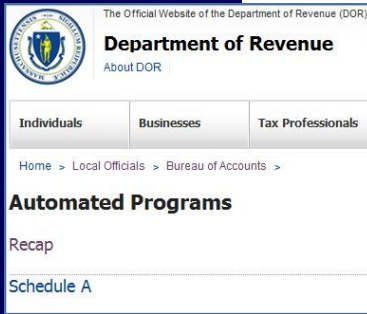 The Official Website of the Department of Revenue (DOR)
Department of Revenue
About DOR
Individuals Businesses Tax Professionals
Home > Local Officials > Bureau of Accounts >
Automated Programs
Recap
Schedule A